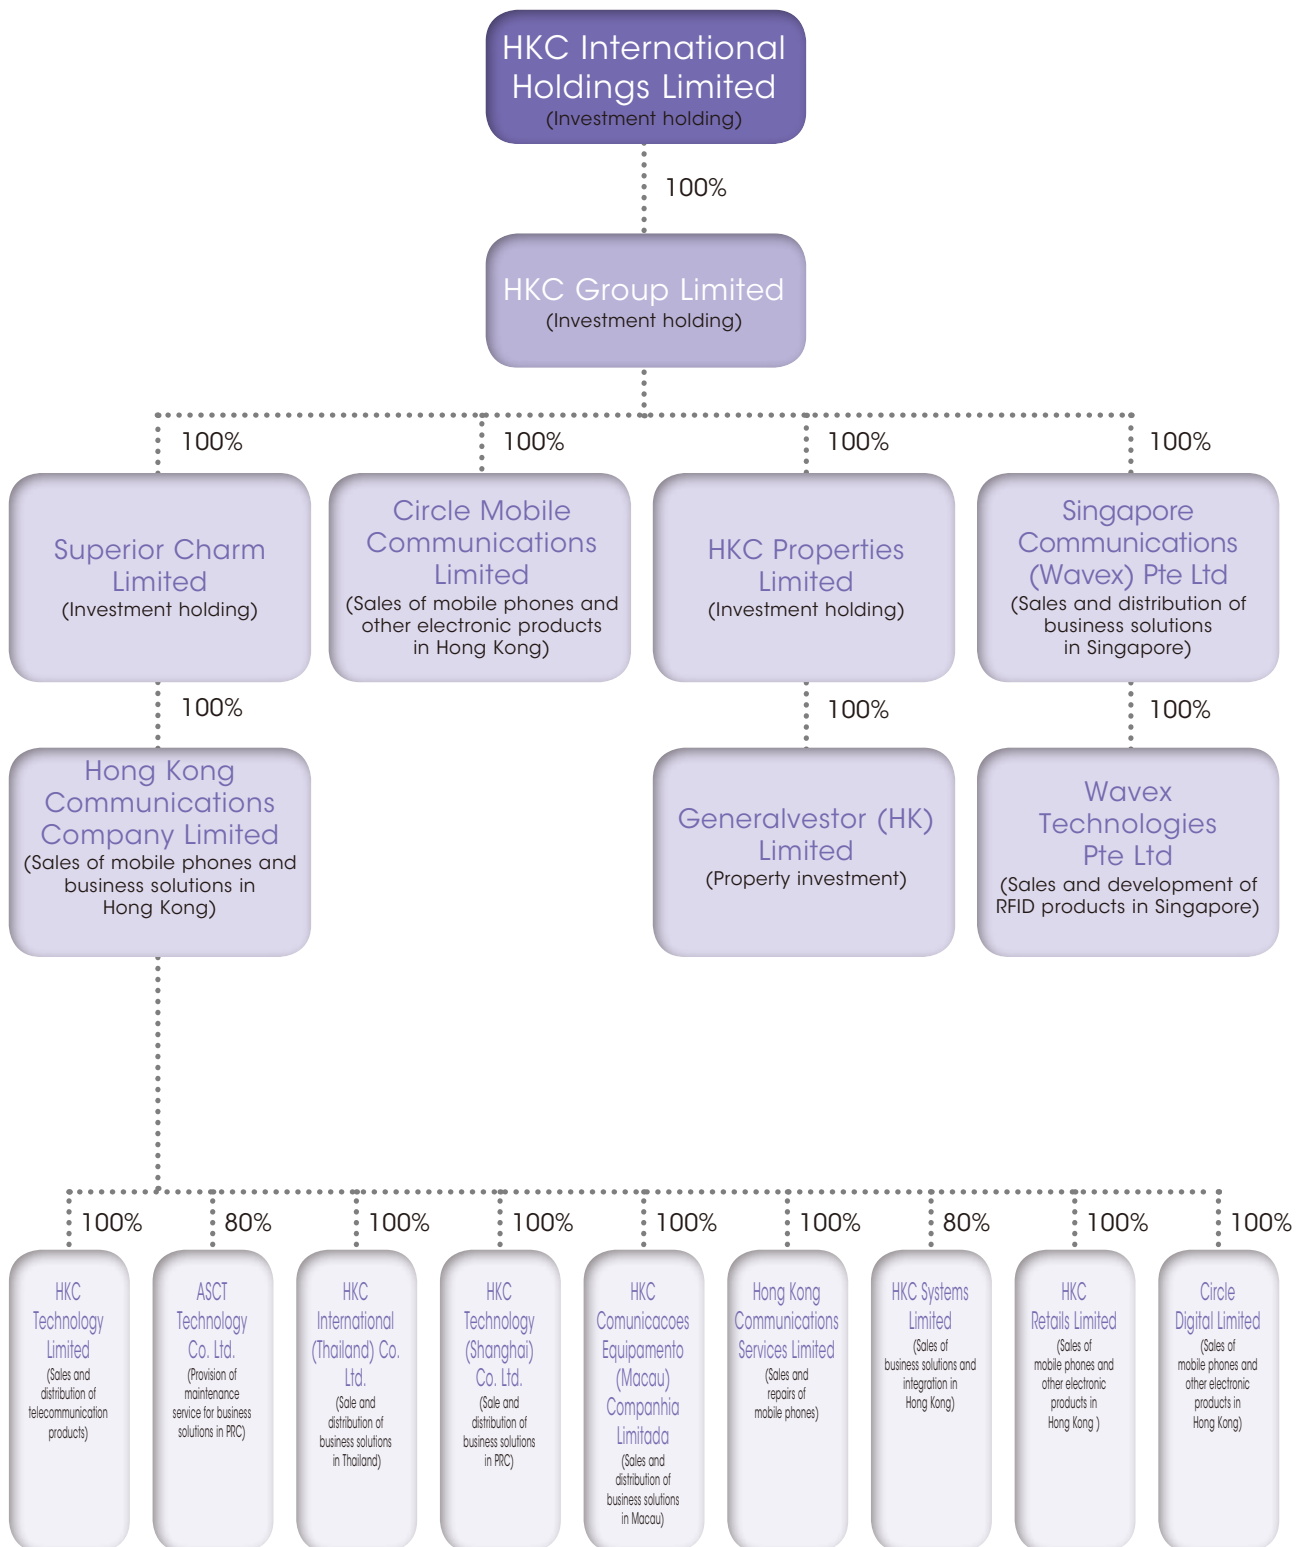 HKC International
Holdings Limited
(Investment holding)
100%
HKC Group Limited
(Investment holding)
100%
100%
100%
100%
Superior Charm
Limited
(Investment holding)
Circle Mobile
Communications
Limited
(Sales of mobile phones and
other electronic products
in Hong Kong)
HKC Properties
Limited
(Investment holding)
Singapore
Communications
(Wavex) Pte Ltd
(Sales and distribution of
business solutions
in Singapore)
100%
100%
100%
Hong Kong
Communications
Company Limited
(Sales of mobile phones and
business solutions in
Hong Kong)
Generalvestor (HK)
Limited
(Property investment)
Wavex
Technologies
Pte Ltd
(Sales and development of
RFID products in Singapore)
100%
80%
100%
100%
100%
100%
80%
100%
100%
HKC
Technology
Limited
(Sales and
distribution of
telecommunication
products)
ASCT
Technology
Co. Ltd.
(Provision of
maintenance
service for business
solutions in PRC)
HKC
International
(Thailand) Co.
Ltd.
(Sale and
distribution of
business solutions
in Thailand)
HKC
Technology
(Shanghai)
Co. Ltd.
(Sale and
distribution of
business solutions
in PRC)
HKC
Comunicacoes
Equipamento
(Macau)
Companhia
Limitada
(Sales and
distribution of
business solutions
in Macau)
Hong Kong
Communications
Services Limited
(Sales and
repairs of
mobile phones)
HKC Systems
Limited
(Sales of
business solutions and
integration in
Hong Kong)
HKC
Retails Limited
(Sales of
mobile phones and
other electronic
products in
Hong Kong )
Circle
Digital Limited
(Sales of
mobile phones and
other electronic
products in
Hong Kong)